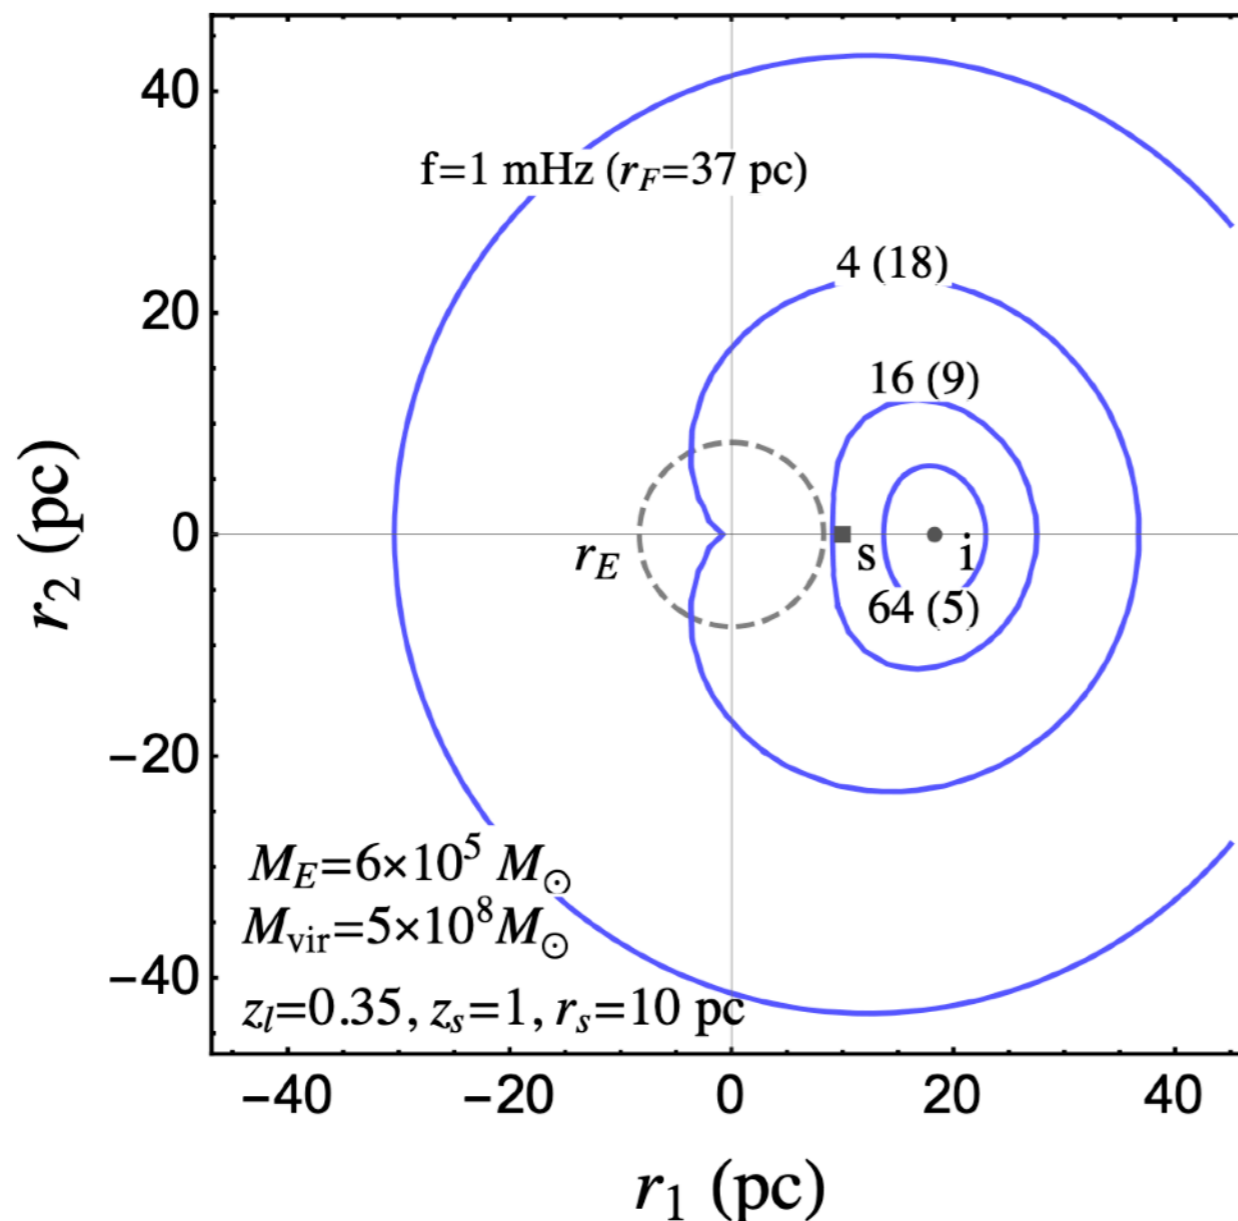 40
f=1 mHz (r_F=37 pc)
4 (18)
20
16 (9)
r_2 (pc)
0
r_E
s
i
64 (5)
−20
M_E=6×10^5 M_⊙
M_vir=5×10^8 M_⊙
−40
z_l=0.35, z_s=1, r_s=10 pc
−40 −20 0 20 40
r_1 (pc)